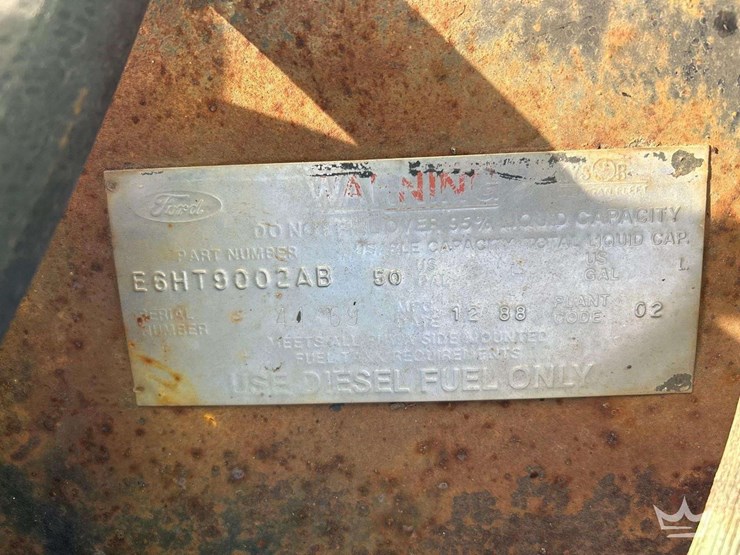 Ford
WARNING
DO NOT FILL OVER 95% LIQUID CAPACITY
PART NUMBER
CAPACITY TOTAL LIQUID CAP.
E6HT9002AB 50
US
GAL L
SERIAL NUMBER
12 88
PLANT CODE 02
MEETS ALL SIDE MOUNTED
FUEL TANK REQUIREMENTS
USE DIESEL FUEL ONLY